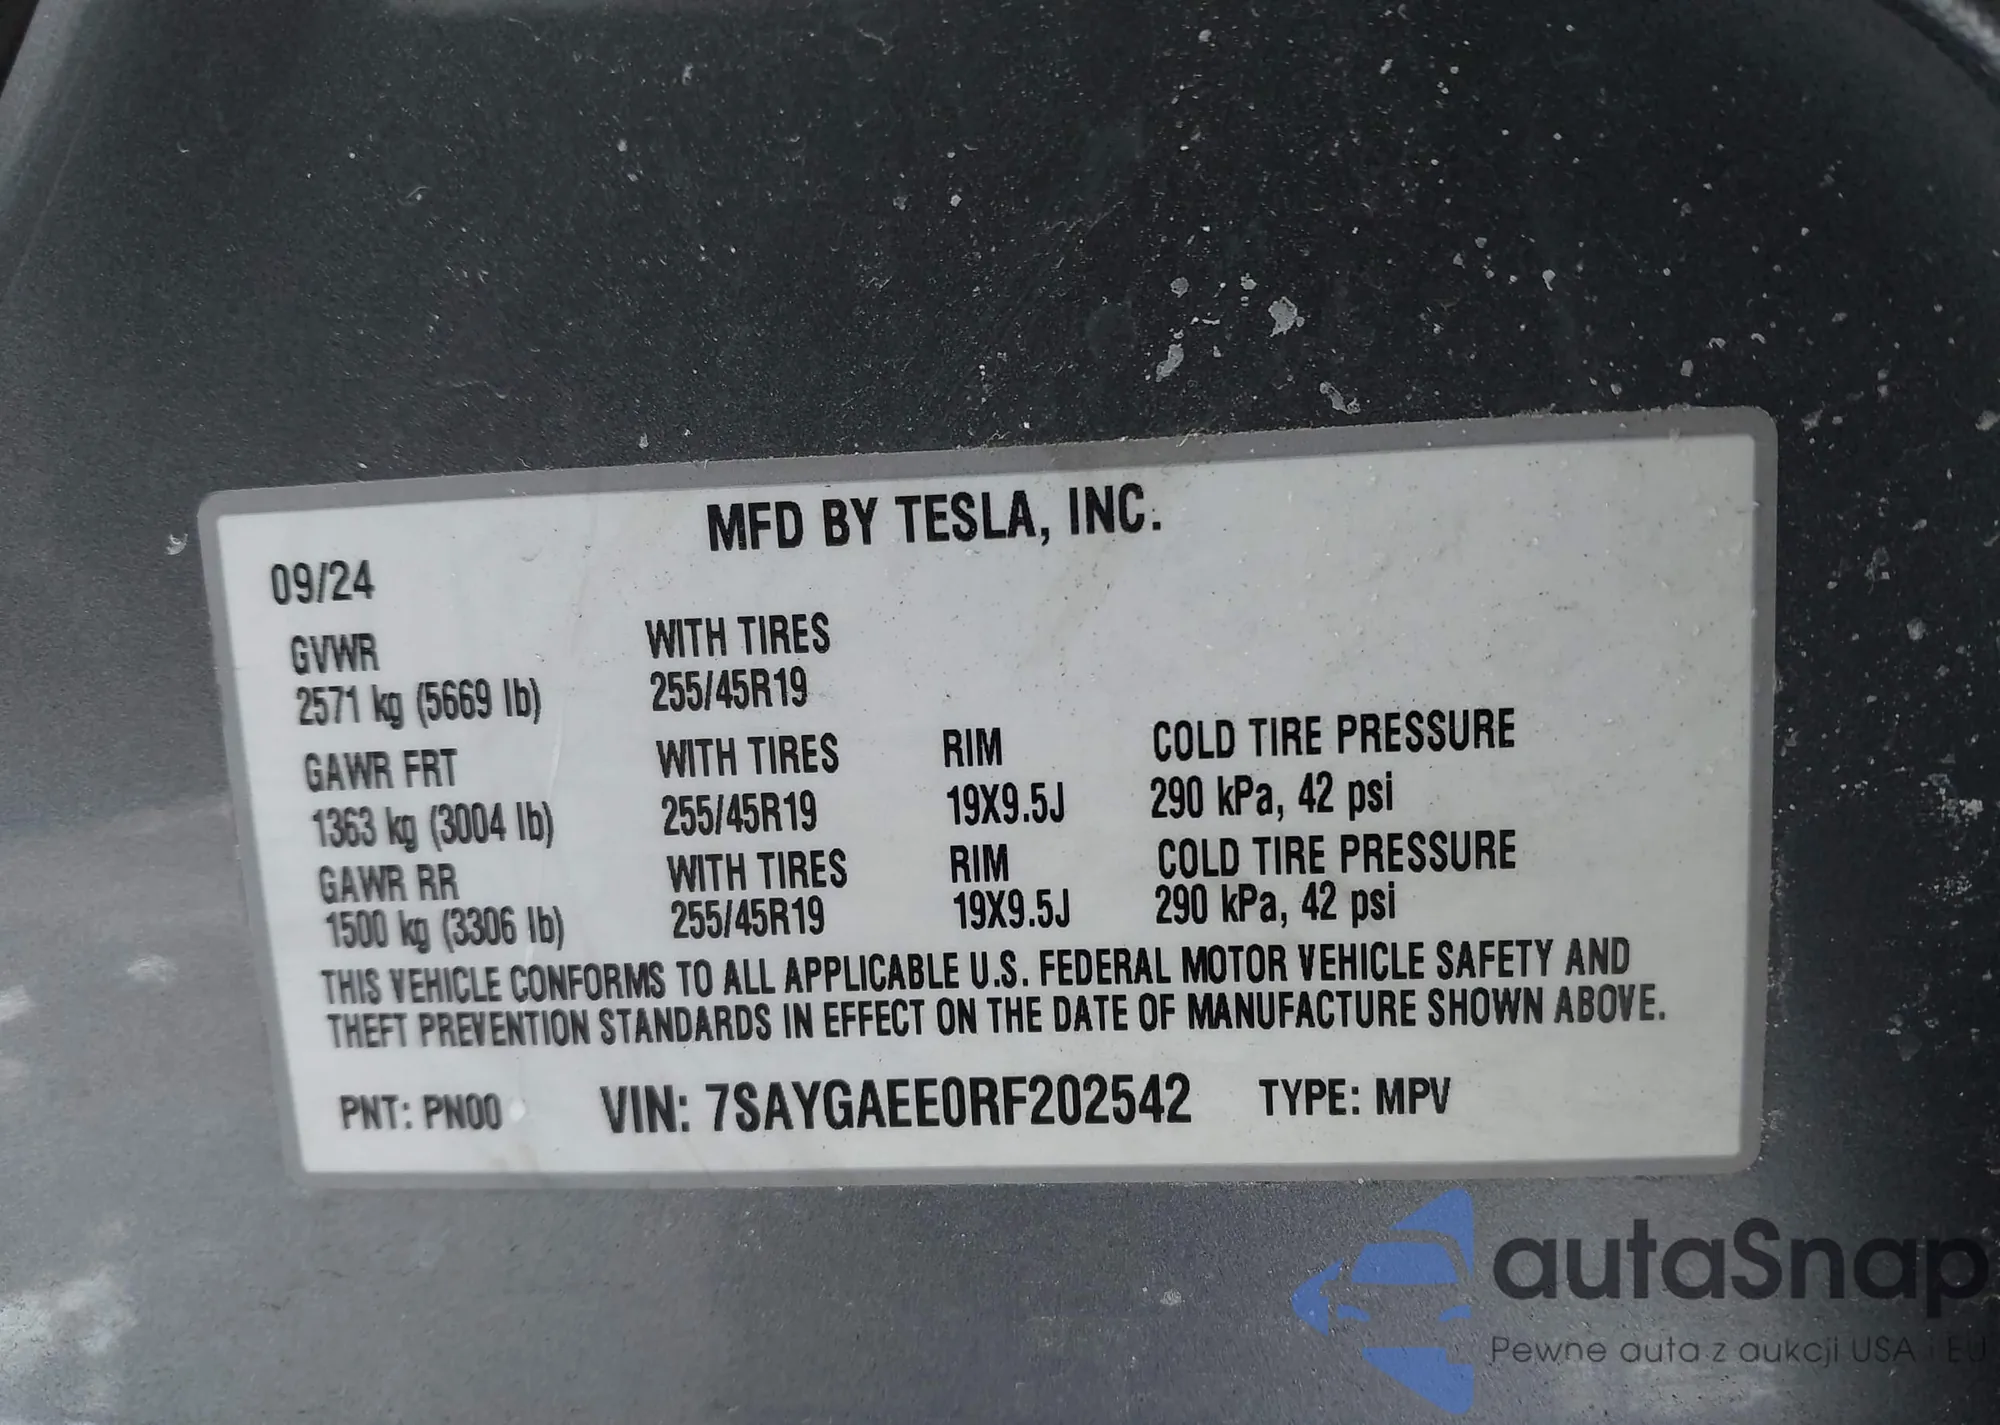 MFD BY TESLA, INC.
09/24
GVWR WITH TIRES
2571 kg (5669 lb) 255/45R19
GAWR FRT WITH TIRES RIM COLD TIRE PRESSURE
1363 kg (3004 lb) 255/45R19 19X9.5J 290 kPa, 42 psi
GAWR RR WITH TIRES RIM COLD TIRE PRESSURE
1500 kg (3306 lb) 255/45R19 19X9.5J 290 kPa, 42 psi
THIS VEHICLE CONFORMS TO ALL APPLICABLE U.S. FEDERAL MOTOR VEHICLE SAFETY AND
THEFT PREVENTION STANDARDS IN EFFECT ON THE DATE OF MANUFACTURE SHOWN ABOVE.
PNT: PN00 VIN: 7SAYGAEE0RF202542 TYPE: MPV
autaSnap
Pewne auta z aukcji USA i EU